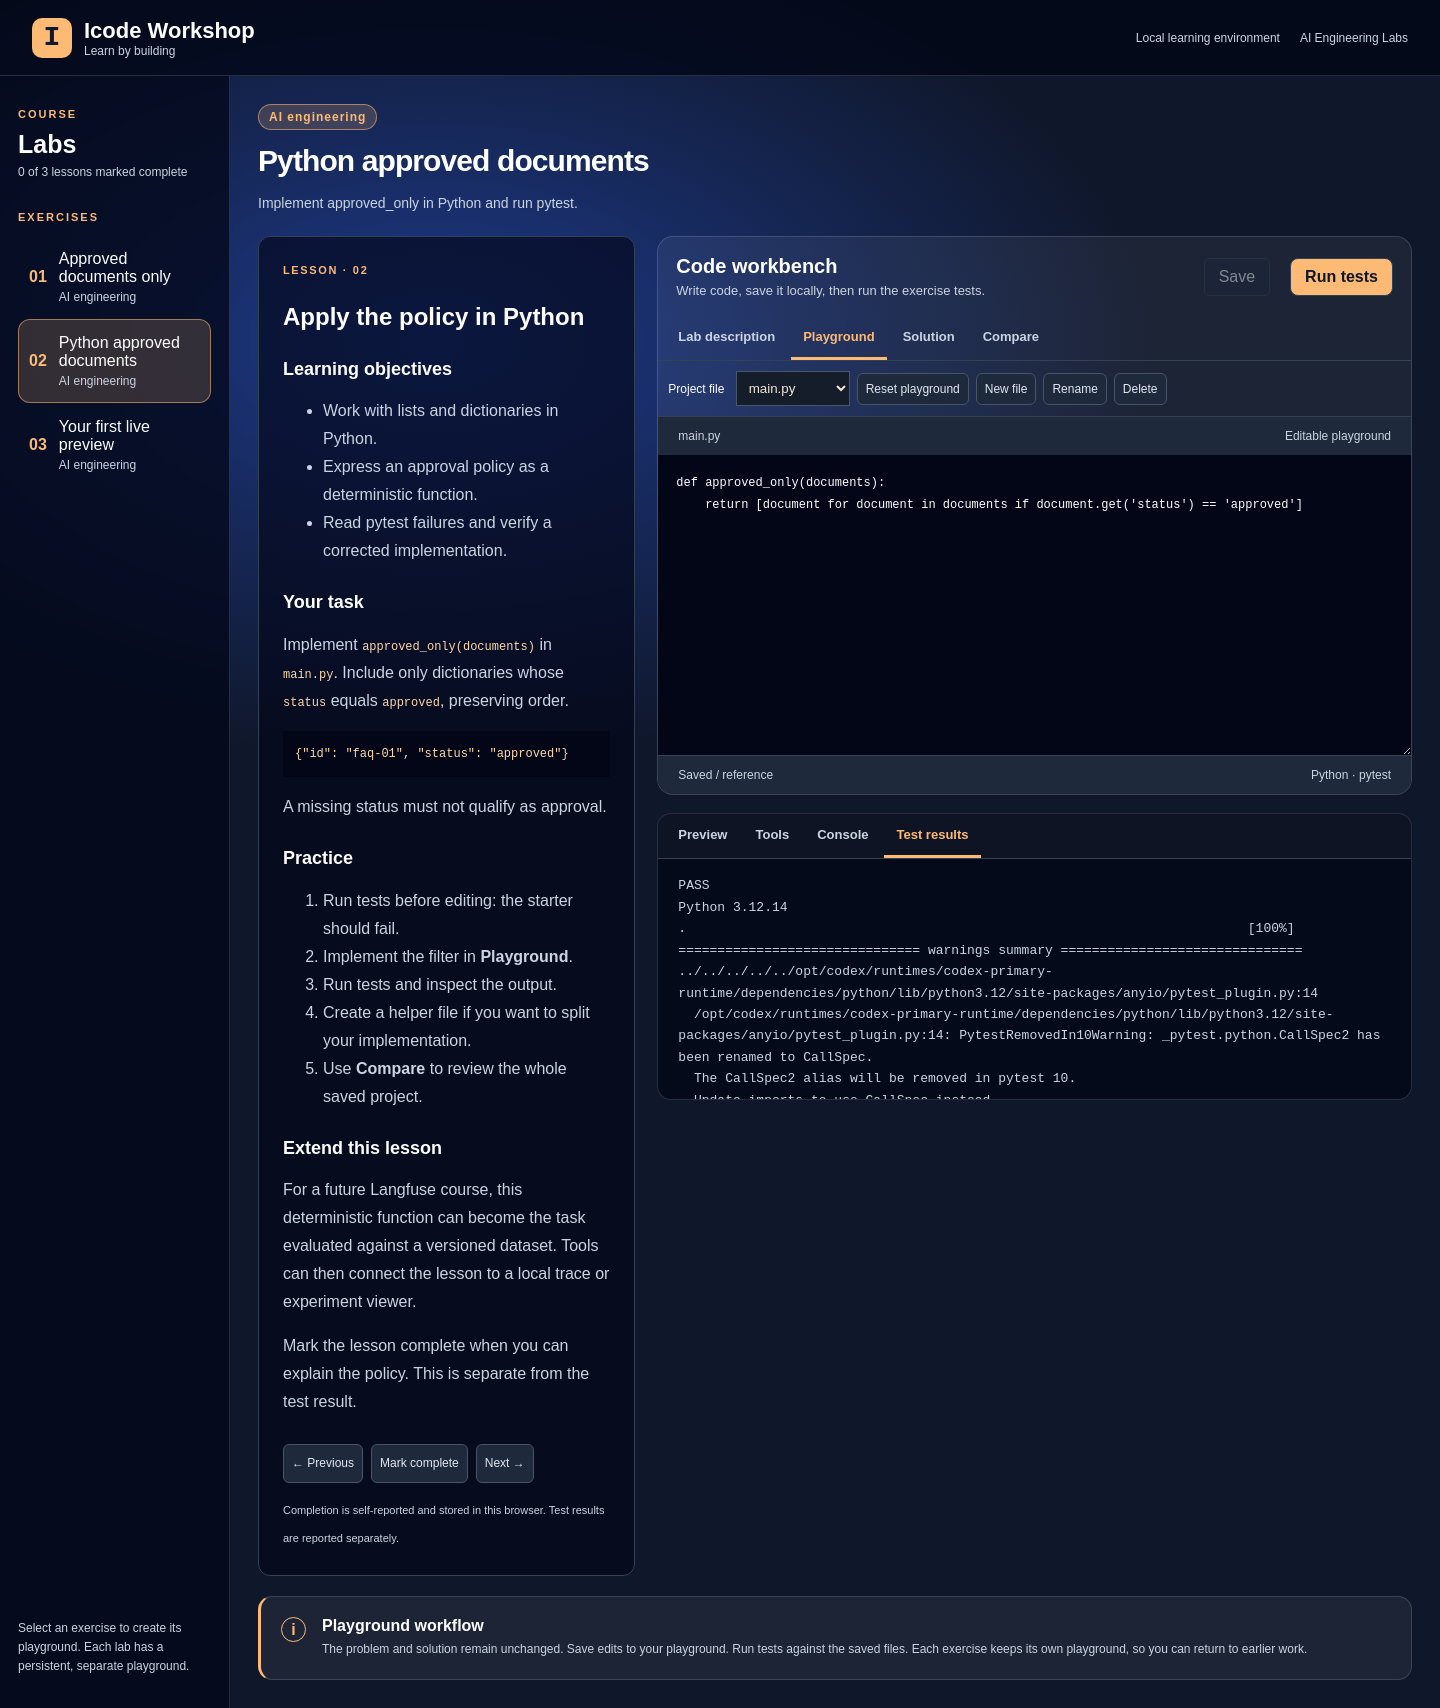 I
Icode Workshop
Learn by building
Local learning environment
AI Engineering Labs
COURSE
Labs
0 of 3 lessons marked complete
EXERCISES
01
Approved
documents only
AI engineering
02
Python approved
documents
AI engineering
03
Your first live
preview
AI engineering
Select an exercise to create its
playground. Each lab has a
persistent, separate playground.
AI engineering
Python approved documents
Implement approved_only in Python and run pytest.
LESSON · 02
Apply the policy in Python
Learning objectives
• Work with lists and dictionaries in
Python.
• Express an approval policy as a
deterministic function.
• Read pytest failures and verify a
corrected implementation.
Your task
Implement approved_only(documents) in
main.py. Include only dictionaries whose
status equals approved, preserving order.
{"id": "faq-01", "status": "approved"}
A missing status must not qualify as approval.
Practice
1. Run tests before editing: the starter
should fail.
2. Implement the filter in Playground.
3. Run tests and inspect the output.
4. Create a helper file if you want to split
your implementation.
5. Use Compare to review the whole
saved project.
Extend this lesson
For a future Langfuse course, this
deterministic function can become the task
evaluated against a versioned dataset. Tools
can then connect the lesson to a local trace or
experiment viewer.
Mark the lesson complete when you can
explain the policy. This is separate from the
test result.
← Previous
Mark complete
Next →
Completion is self-reported and stored in this browser. Test results
are reported separately.
Code workbench
Write code, save it locally, then run the exercise tests.
Save
Run tests
Lab description
Playground
Solution
Compare
Project file
main.py
Reset playground
New file
Rename
Delete
main.py
Editable playground
def approved_only(documents):
    return [document for document in documents if document.get('status') == 'approved']
Saved / reference
Python · pytest
Preview
Tools
Console
Test results
PASS
Python 3.12.14
. [100%]
=============================== warnings summary ===============================
../../../../../opt/codex/runtimes/codex-primary-
runtime/dependencies/python/lib/python3.12/site-packages/anyio/pytest_plugin.py:14
  /opt/codex/runtimes/codex-primary-runtime/dependencies/python/lib/python3.12/site-
packages/anyio/pytest_plugin.py:14: PytestRemovedIn10Warning: _pytest.python.CallSpec2 has
been renamed to CallSpec.
  The CallSpec2 alias will be removed in pytest 10.
  Update imports to use CallSpec instead
i
Playground workflow
The problem and solution remain unchanged. Save edits to your playground. Run tests against the saved files. Each exercise keeps its own playground, so you can return to earlier work.